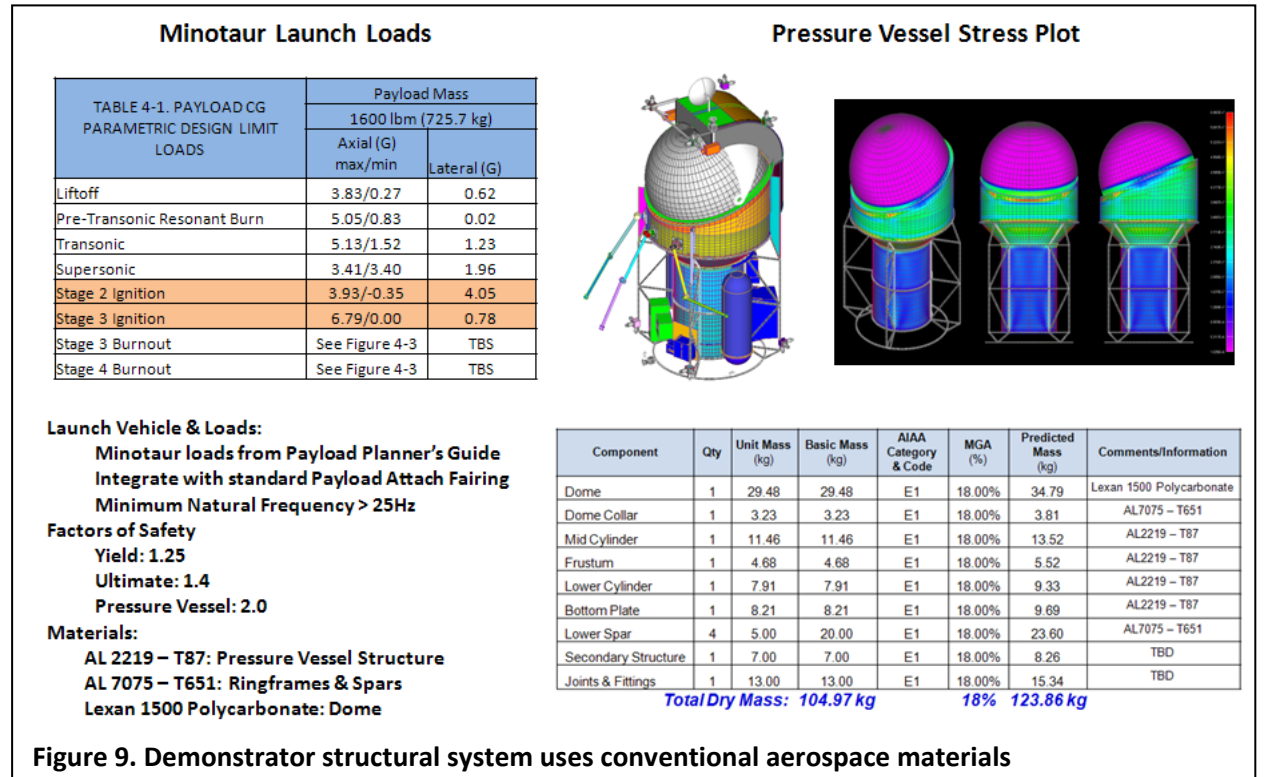 Minotaur Launch Loads
Pressure Vessel Stress Plot
TABLE 4-1. PAYLOAD CG PARAMETRIC DESIGN LIMIT LOADS
Payload Mass
1600 lbm (725.7 kg)
Axial (G) max/min
Lateral (G)
Liftoff 3.83/0.27 0.62
Pre-Transonic Resonant Burn 5.05/0.83 0.02
Transonic 5.13/1.52 1.23
Supersonic 3.41/3.40 1.96
Stage 2 Ignition 3.93/-0.35 4.05
Stage 3 Ignition 6.79/0.00 0.78
Stage 3 Burnout See Figure 4-3 TBS
Stage 4 Burnout See Figure 4-3 TBS
Launch Vehicle & Loads:
Minotaur loads from Payload Planner's Guide
Integrate with standard Payload Attach Fairing
Minimum Natural Frequency > 25Hz
Factors of Safety
Yield: 1.25
Ultimate: 1.4
Pressure Vessel: 2.0
Materials:
AL 2219 – T87: Pressure Vessel Structure
AL 7075 – T651: Ringframes & Spars
Lexan 1500 Polycarbonate: Dome
Component Qty Unit Mass (kg) Basic Mass (kg) AIAA Category & Code MGA (%) Predicted Mass (kg) Comments/Information
Dome 1 29.48 29.48 E1 18.00% 34.79 Lexan 1500 Polycarbonate
Dome Collar 1 3.23 3.23 E1 18.00% 3.81 AL7075 – T651
Mid Cylinder 1 11.46 11.46 E1 18.00% 13.52 AL2219 – T87
Frustum 1 4.68 4.68 E1 18.00% 5.52 AL2219 – T87
Lower Cylinder 1 7.91 7.91 E1 18.00% 9.33 AL2219 – T87
Bottom Plate 1 8.21 8.21 E1 18.00% 9.69 AL2219 – T87
Lower Spar 4 5.00 20.00 E1 18.00% 23.60 AL7075 – T651
Secondary Structure 1 7.00 7.00 E1 18.00% 8.26 TBD
Joints & Fittings 1 13.00 13.00 E1 18.00% 15.34 TBD
Total Dry Mass: 104.97 kg 18% 123.86 kg
Figure 9. Demonstrator structural system uses conventional aerospace materials